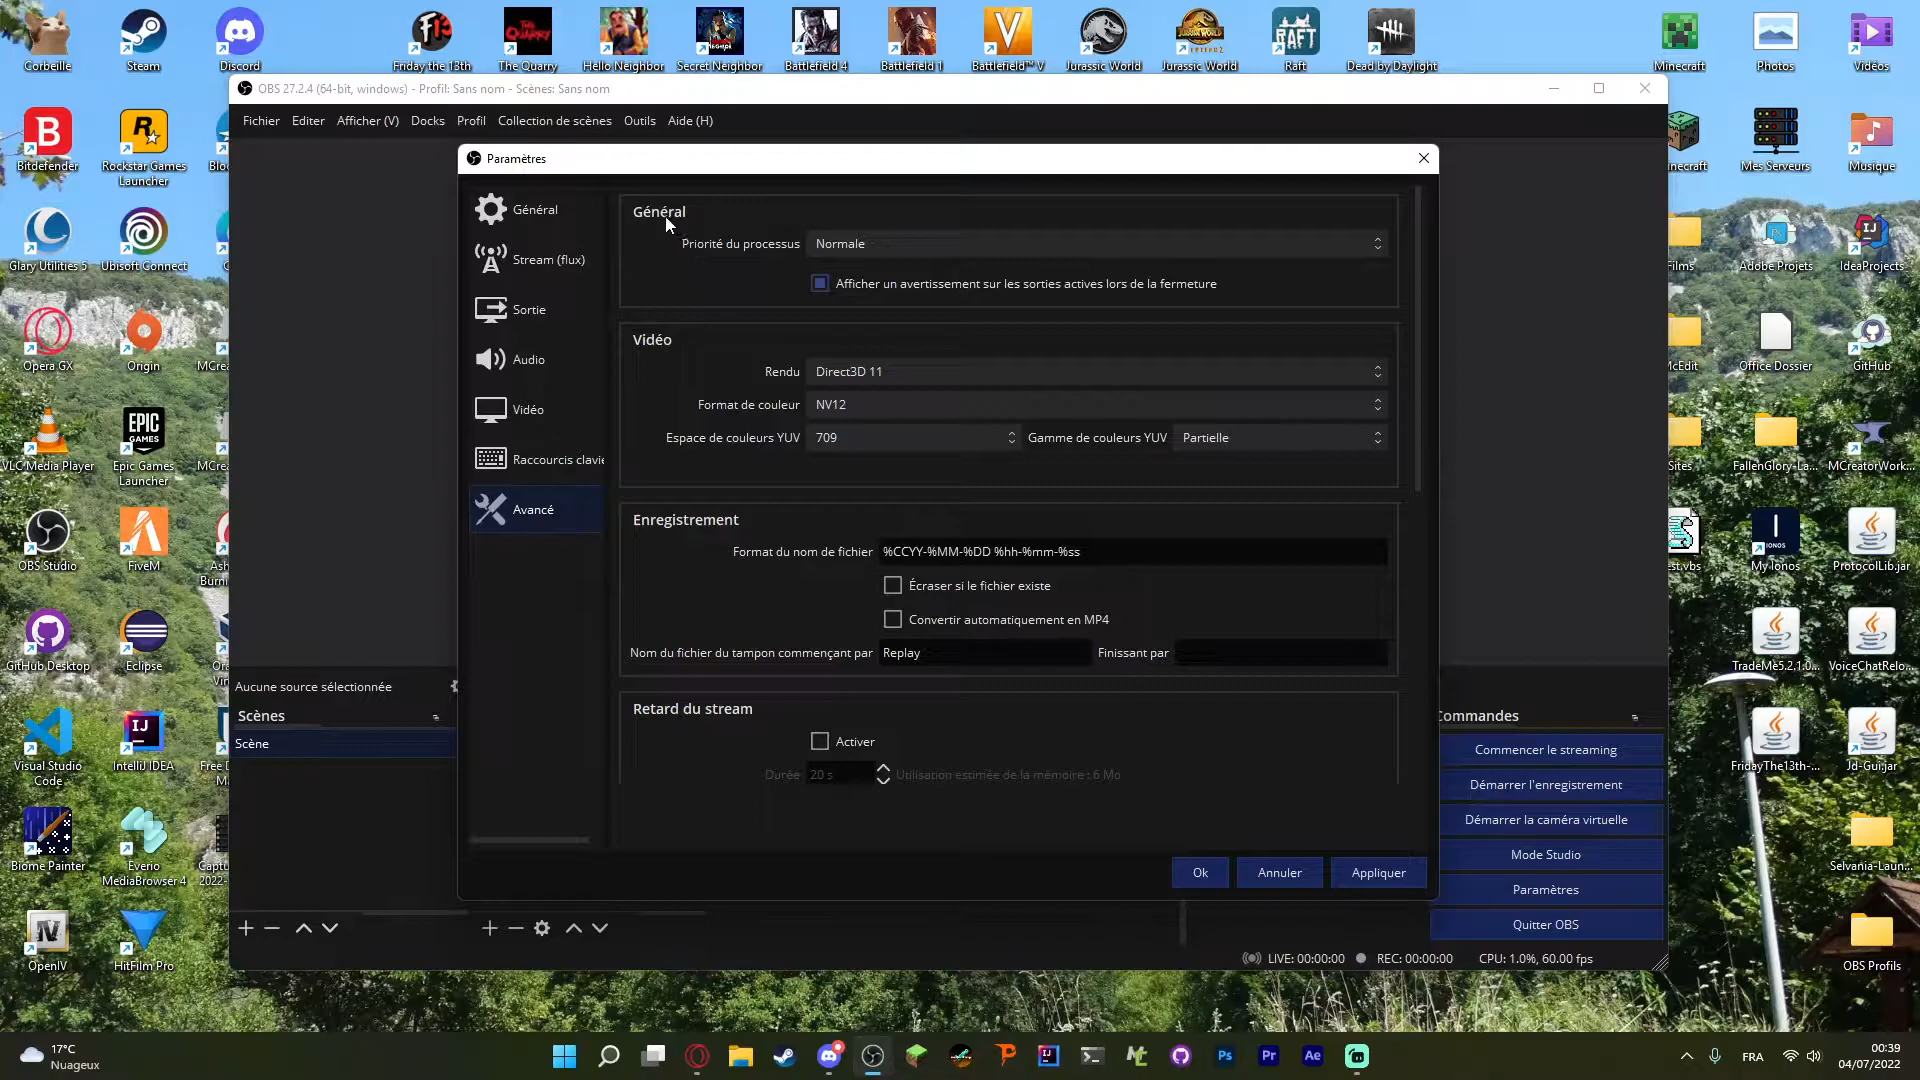 Corbeille
Steam
Discord
Friday the 13th
The Quarry
Hello Neighbor
Secret Neighbor
Battlefield 4
Battlefield 1
Battlefield™ V
Jurassic World
Jurassic World
Raft
Dead by Daylight
Minecraft
Photos
Vidéos
OBS 27.2.4 (64-bit, windows) - Profil: Sans nom - Scènes: Sans nom
Fichier
Editer
Afficher (V)
Docks
Profil
Collection de scènes
Outils
Aide (H)
Bitdefender
Rockstar Games Launcher
Mes Serveurs
Musique
Paramètres
Général
Stream (flux)
Sortie
Audio
Vidéo
Raccourcis clavie
Avancé
Général
Priorité du processus
Normale
Afficher un avertissement sur les sorties actives lors de la fermeture
Vidéo
Rendu
Direct3D 11
Format de couleur
NV12
Espace de couleurs YUV
709
Gamme de couleurs YUV
Partielle
Enregistrement
Format du nom de fichier
%CCYY-%MM-%DD %hh-%mm-%ss
Écraser si le fichier existe
Convertir automatiquement en MP4
Nom du fichier du tampon commençant par
Replay
Finissant par
Retard du stream
Activer
Durée
20 s
Utilisation estimée de la mémoire : 6 Mo
Ok
Annuler
Appliquer
Glary Utilities 5
Ubisoft Connect
Films
Adobe Projets
IdeaProjects
Opera GX
Origin
MCrea
McEdit
Office Dossier
GitHub
VLC Media Player
Epic Games Launcher
MCrea
Sites
FallenGlory-La...
MCreatorWork...
OBS Studio
FiveM
est.vbs
My Ionos
ProtocolLib.jar
GitHub Desktop
Eclipse
TradeMe5.2.1.0...
VoiceChatRelo...
Aucune source sélectionnée
Scènes
Scène
Commandes
Commencer le streaming
Démarrer l'enregistrement
Démarrer la caméra virtuelle
Mode Studio
Paramètres
Quitter OBS
Visual Studio Code
IntelliJ IDEA
FridayThe13th-...
Jd-Gui.jar
Biome Painter
Everio MediaBrowser 4
Selvania-Laun...
OpenIV
HitFilm Pro
OBS Profils
LIVE: 00:00:00
REC: 00:00:00
CPU: 1.0%, 60.00 fps
17°C
Nuageux
FRA
00:39
04/07/2022